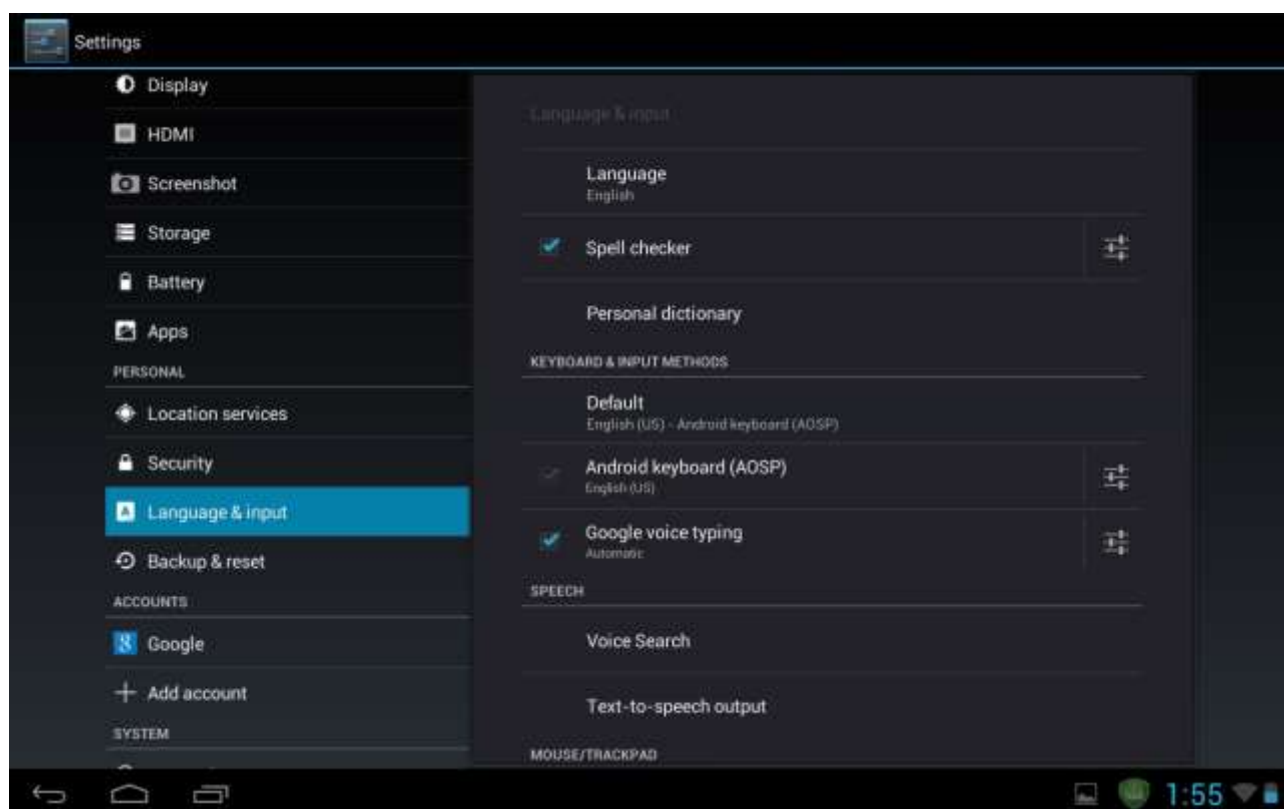 Settings
Display
HDMI
Screenshot
Storage
Battery
Apps
PERSONAL
Location services
Security
A Language & input
Backup & reset
ACCOUNTS
8 Google
Add account
SYSTEM
Language & input
Language
English
Spell checker
Personal dictionary
KEYBOARD & INPUT METHODS
Default
English (US) - Android keyboard (AOSP)
Android keyboard (AOSP)
English (US)
Google voice typing
Automatic
SPEECH
Voice Search
Text-to-speech output
MOUSE/TRACKPAD
1:55